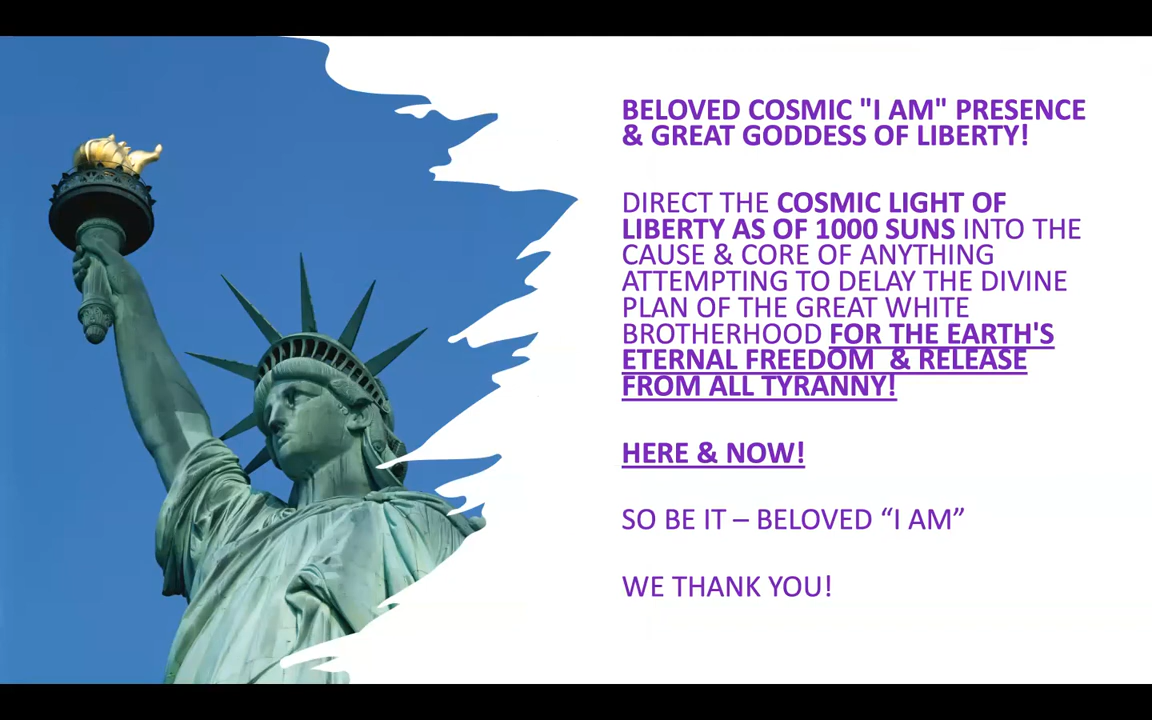 BELOVED COSMIC "I AM" PRESENCE
& GREAT GODDESS OF LIBERTY!
DIRECT THE COSMIC LIGHT OF
LIBERTY AS OF 1000 SUNS INTO THE
CAUSE & CORE OF ANYTHING
ATTEMPTING TO DELAY THE DIVINE
PLAN OF THE GREAT WHITE
BROTHERHOOD FOR THE EARTH'S
ETERNAL FREEDOM  & RELEASE
FROM ALL TYRANNY!
HERE & NOW!
SO BE IT – BELOVED “I AM”
WE THANK YOU!